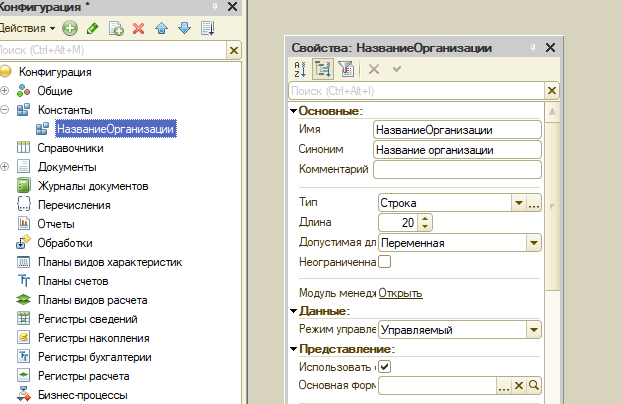 Конфигурация *
Действия
Поиск (Ctrl+Alt+M)
Конфигурация
Общие
Константы
НазваниеОрганизации
Справочники
Документы
Журналы документов
Перечисления
Отчеты
Обработки
Планы видов характеристик
Планы счетов
Планы видов расчета
Регистры сведений
Регистры накопления
Регистры бухгалтерии
Регистры расчета
Бизнес-процессы
Свойства: НазваниеОрганизации
Поиск (Ctrl+Alt+I)
Основные:
Имя НазваниеОрганизации
Синоним Название организации
Комментарий
Тип Строка ...
Длина 20
Допустимая дл Переменная
Неограниченна
Модуль менедж Открыть
Данные:
Режим управле Управляемый
Представление:
Использовать с
Основная форм ...